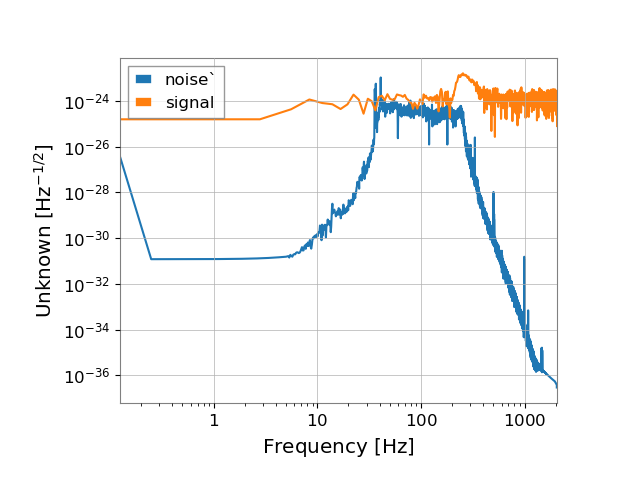 noise`
signal
10⁻²⁴
10⁻²⁶
10⁻²⁸
10⁻³⁰
10⁻³²
10⁻³⁴
10⁻³⁶
Unknown [Hz⁻¹/²]
1 10 100 1000
Frequency [Hz]